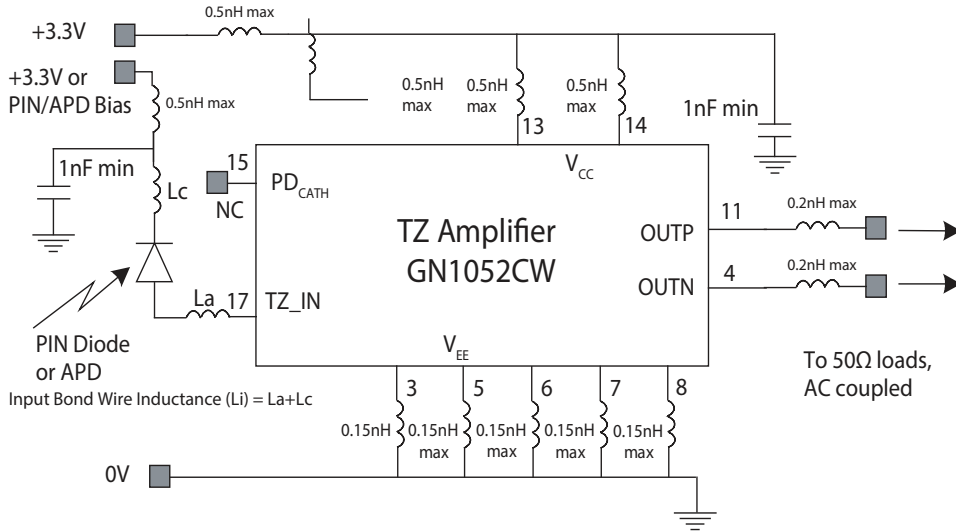 0.5nH max
+3.3V
+3.3V or
PIN/APD Bias
0.5nH max
0.5nH
max
0.5nH
max
0.5nH
max
1nF min
13
14
1nF min
15
Lc
NC
PD_CATH
V_CC
TZ Amplifier
GN1052CW
11
OUTP
0.2nH max
4
OUTN
0.2nH max
La
17
TZ_IN
V_EE
PIN Diode
or APD
To 50Ω loads,
AC coupled
Input Bond Wire Inductance (Li) = La+Lc
3
5
6
7
8
0.15nH
max
0.15nH
max
0.15nH
max
0.15nH
max
0.15nH
max
0V